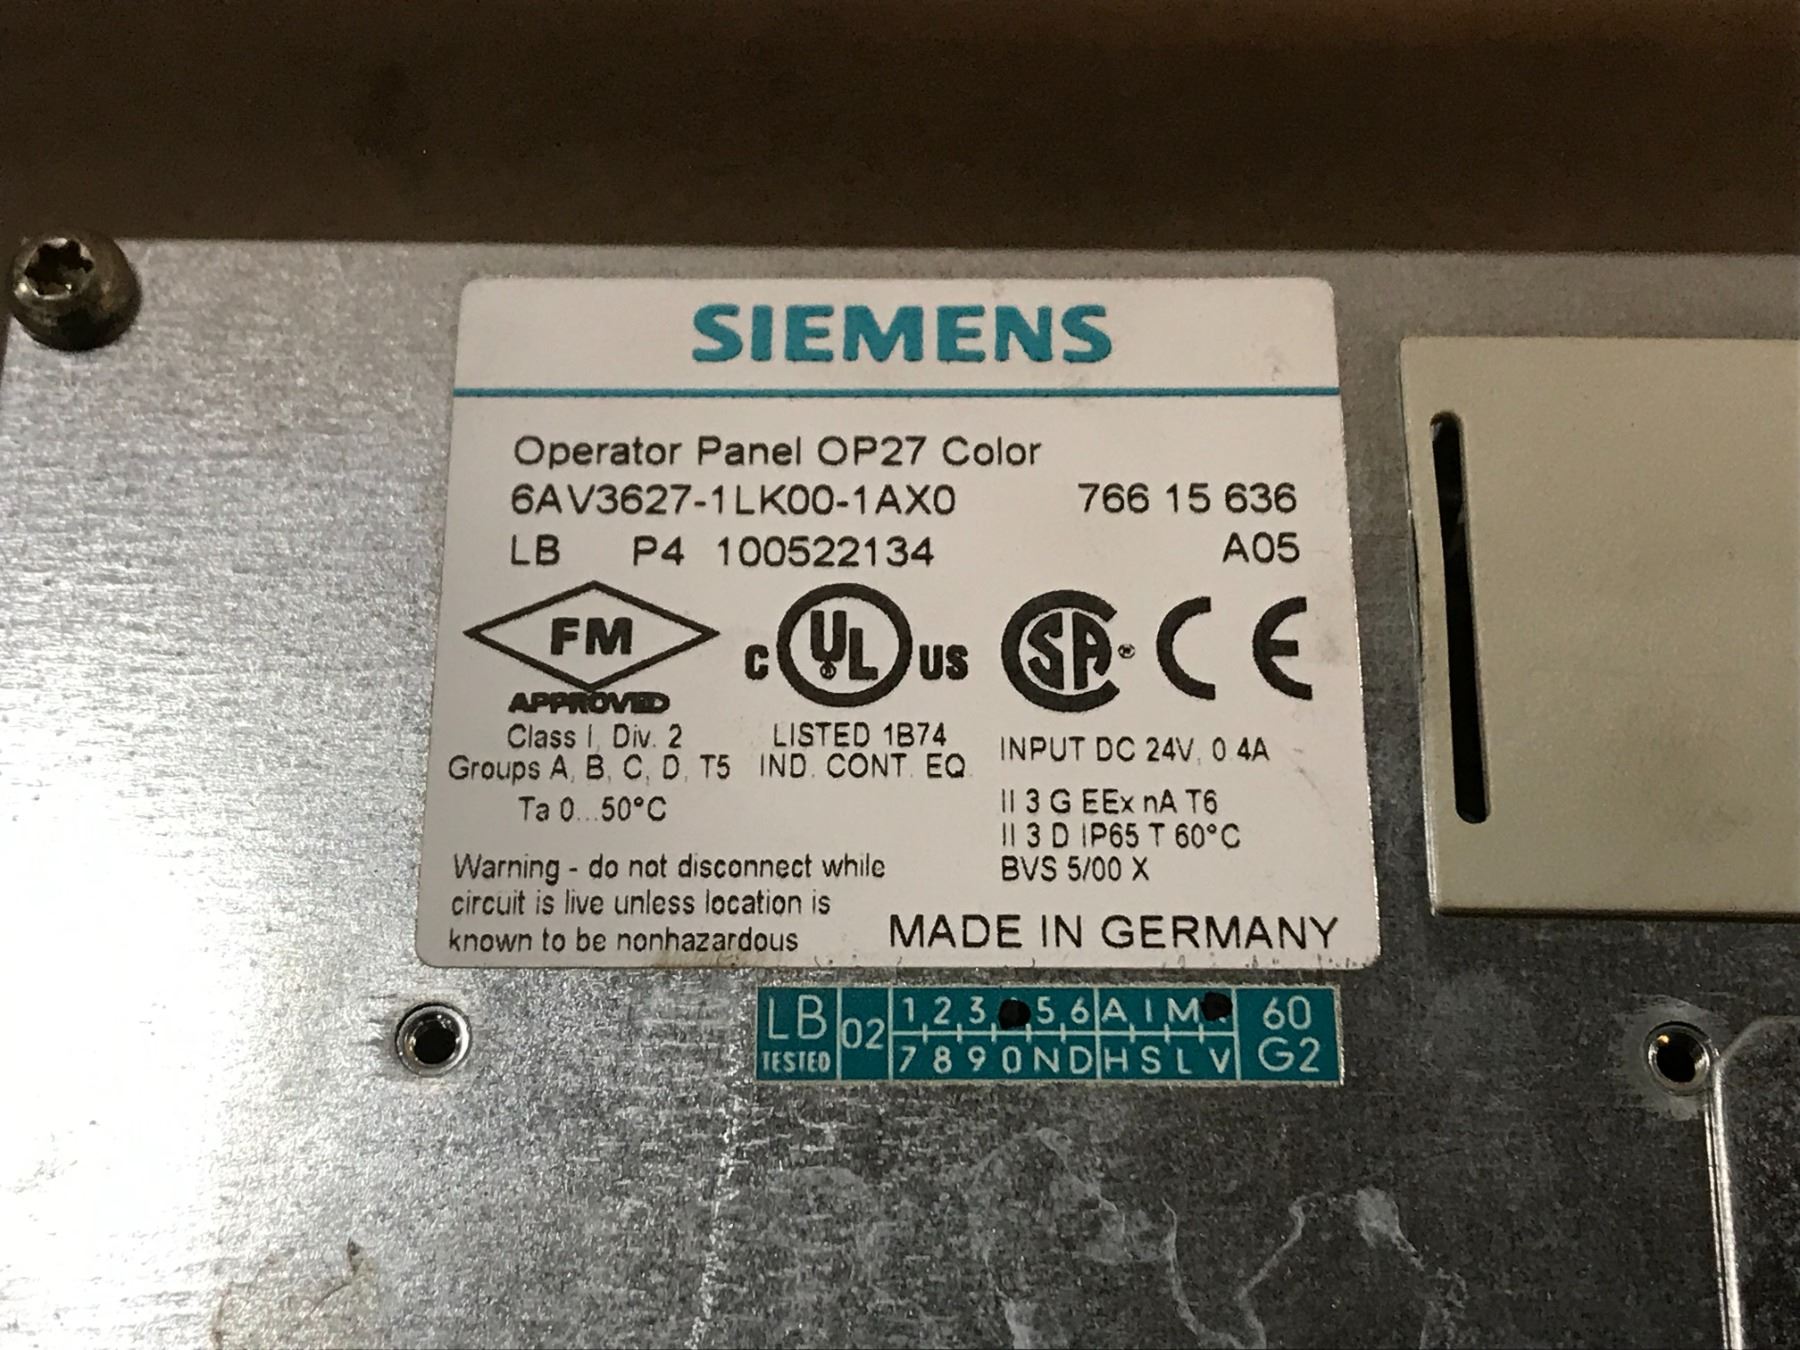 SIEMENS
Operator Panel OP27 Color
6AV3627-1LK00-1AX0 766 15 636
LB P4 100522134 A05
FM
APPROVED
C UL US
SA
CE
Class I, Div. 2
Groups A, B, C, D, T5
Ta 0...50°C
LISTED 1B74
IND. CONT. EQ.
INPUT DC 24V, 0.4A
II 3 G EEx nA T6
II 3 D IP65 T 60°C
BVS 5/00 X
Warning - do not disconnect while
circuit is live unless location is
known to be nonhazardous
MADE IN GERMANY
LB
TESTED
02
1 2 3 5 6 A I M
7 8 9 0 N D H S L V
60
G2